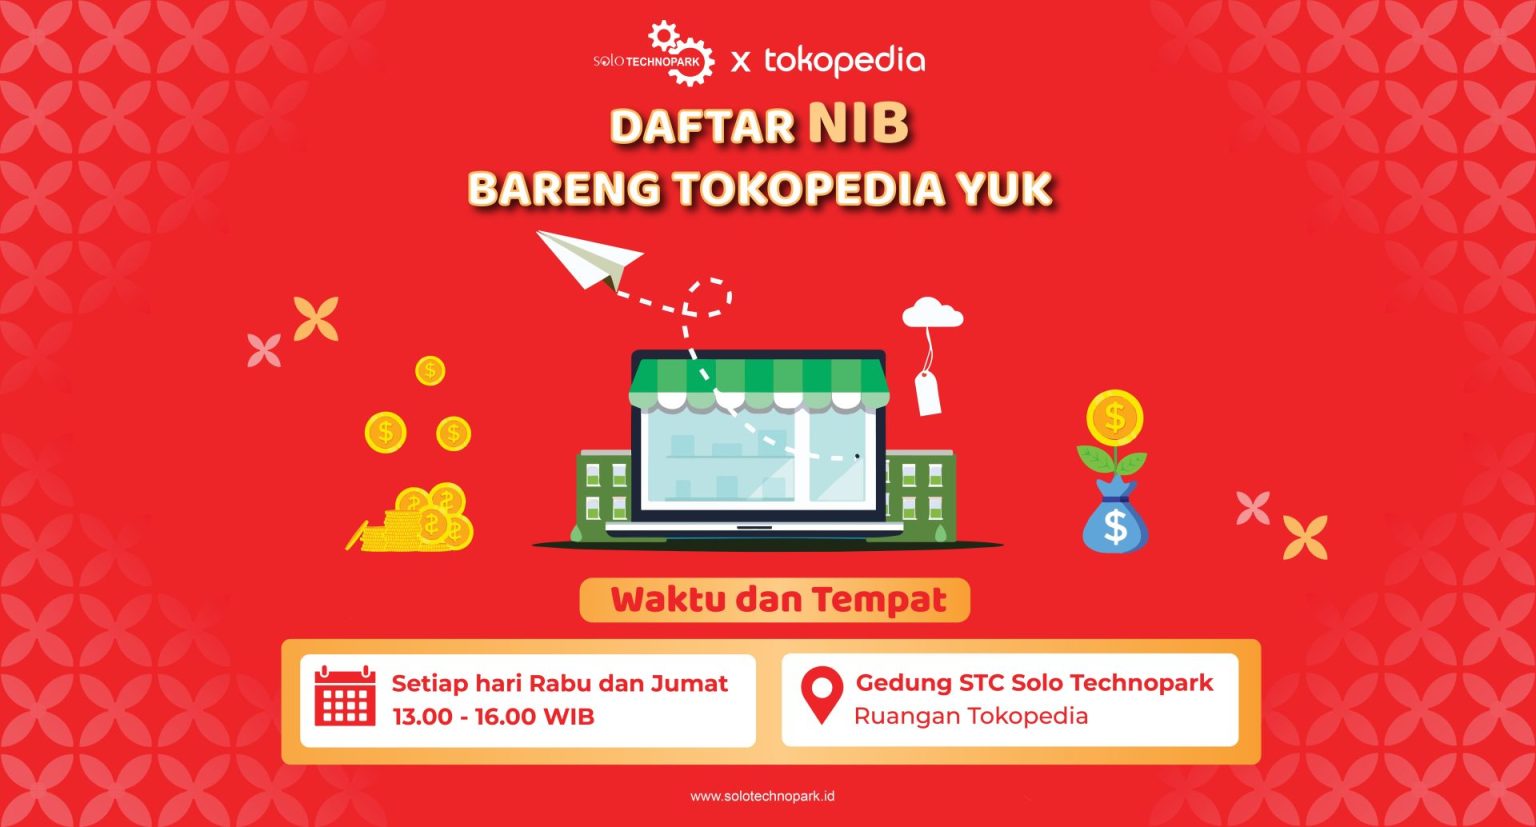 solo TECHNOPARK x tokopedia
DAFTAR NIB
BARENG TOKOPEDIA YUK
Waktu dan Tempat
Setiap hari Rabu dan Jumat
13.00 - 16.00 WIB
Gedung STC Solo Technopark
Ruangan Tokopedia
www.solotechnopark.id